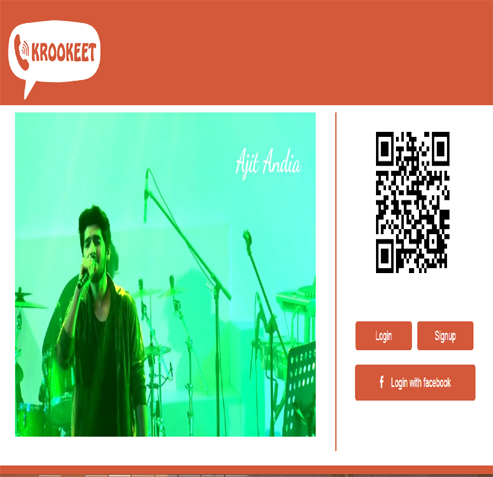 KROOKEET
Ajit Andia
Login
Signup
f Login with facebook